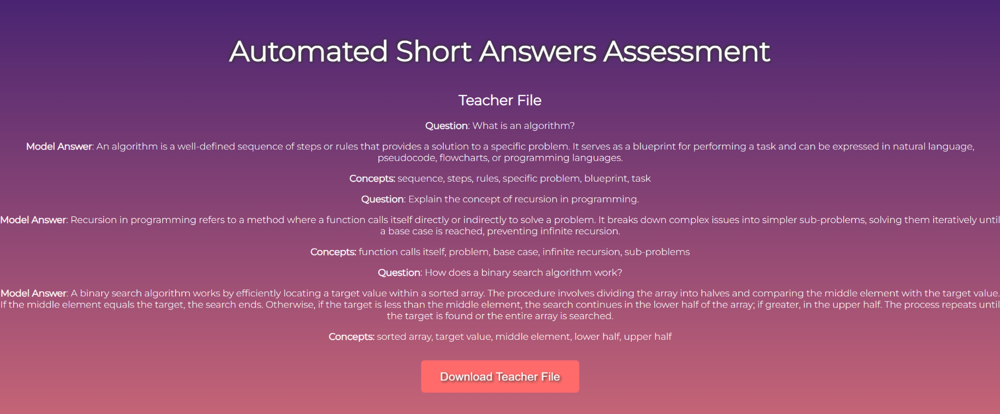 Automated Short Answers Assessment
Teacher File
Question: What is an algorithm?
Model Answer: An algorithm is a well-defined sequence of steps or rules that provides a solution to a specific problem. It serves as a blueprint for performing a task and can be expressed in natural language,
pseudocode, flowcharts, or programming languages.
Concepts: sequence, steps, rules, specific problem, blueprint, task
Question: Explain the concept of recursion in programming.
Model Answer: Recursion in programming refers to a method where a function calls itself directly or indirectly to solve a problem. It breaks down complex issues into simpler sub-problems, solving them iteratively until
a base case is reached, preventing infinite recursion.
Concepts: function calls itself, problem, base case, infinite recursion, sub-problems
Question: How does a binary search algorithm work?
Model Answer: A binary search algorithm works by efficiently locating a target value within a sorted array. The procedure involves dividing the array into halves and comparing the middle element with the target value.
If the middle element equals the target, the search ends. Otherwise, if the target is less than the middle element, the search continues in the lower half of the array; if greater, in the upper half. The process repeats until
the target is found or the entire array is searched.
Concepts: sorted array, target value, middle element, lower half, upper half
Download Teacher File